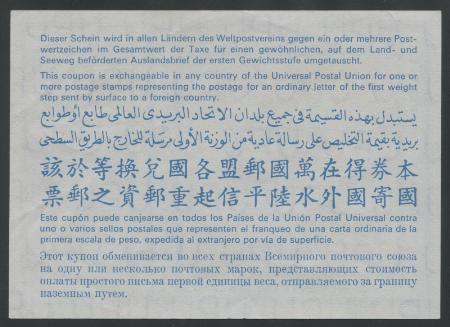 Dieser Schein wird in allen Ländern des Weltpostvereins gegen ein oder mehrere Post-
wertzeichen im Gesamtwert der Taxe für einen gewöhnlichen, auf dem Land- und
Seeweg beförderten Auslandsbrief der ersten Gewichtsstufe umgetauscht.
This coupon is exchangeable in any country of the Universal Postal Union for one or
more postage stamps representing the postage for an ordinary letter of the first weight
step sent by surface to a foreign country.
يستبدل بهذه القسيمة في جميع بلدان الاتحاد البريدى العالمى طابع أو طوابع
بريدية بقيمة التخليص على رسالة عادية من الوزنة الأولى مرسلة للخارج بالطريق السطحى
該於等換兌國各盟郵國萬在得券本
票郵之資郵重起信平陸水外國寄國
Este cupón puede canjearse en todos los Países de la Unión Postal Universal contra
uno o varios sellos postales que representen el franqueo de una carta ordinaria de la
primera escala de peso, expedida al extranjero por vía de superficie.
Этот купон обменивается во всех странах Всемирного почтового союза
на одну или несколько почтовых марок, представляющих стоимость
оплаты простого письма первой единицы веса, отправляемого за границу
наземным путем.